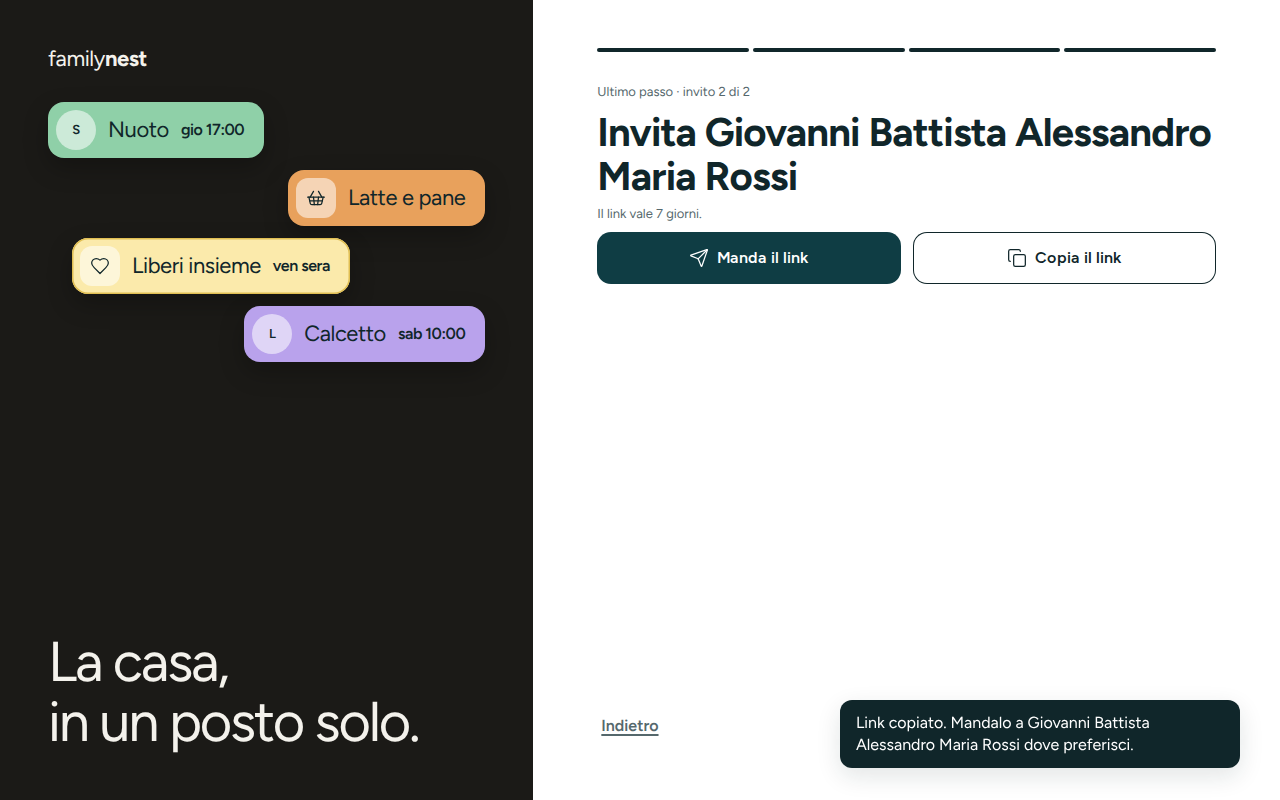 familynest
S Nuoto gio 17:00
Latte e pane
Liberi insieme ven sera
L Calcetto sab 10:00
La casa,
in un posto solo.
Ultimo passo · invito 2 di 2
Invita Giovanni Battista Alessandro
Maria Rossi
Il link vale 7 giorni.
Manda il link
Copia il link
Indietro
Link copiato. Mandalo a Giovanni Battista
Alessandro Maria Rossi dove preferisci.